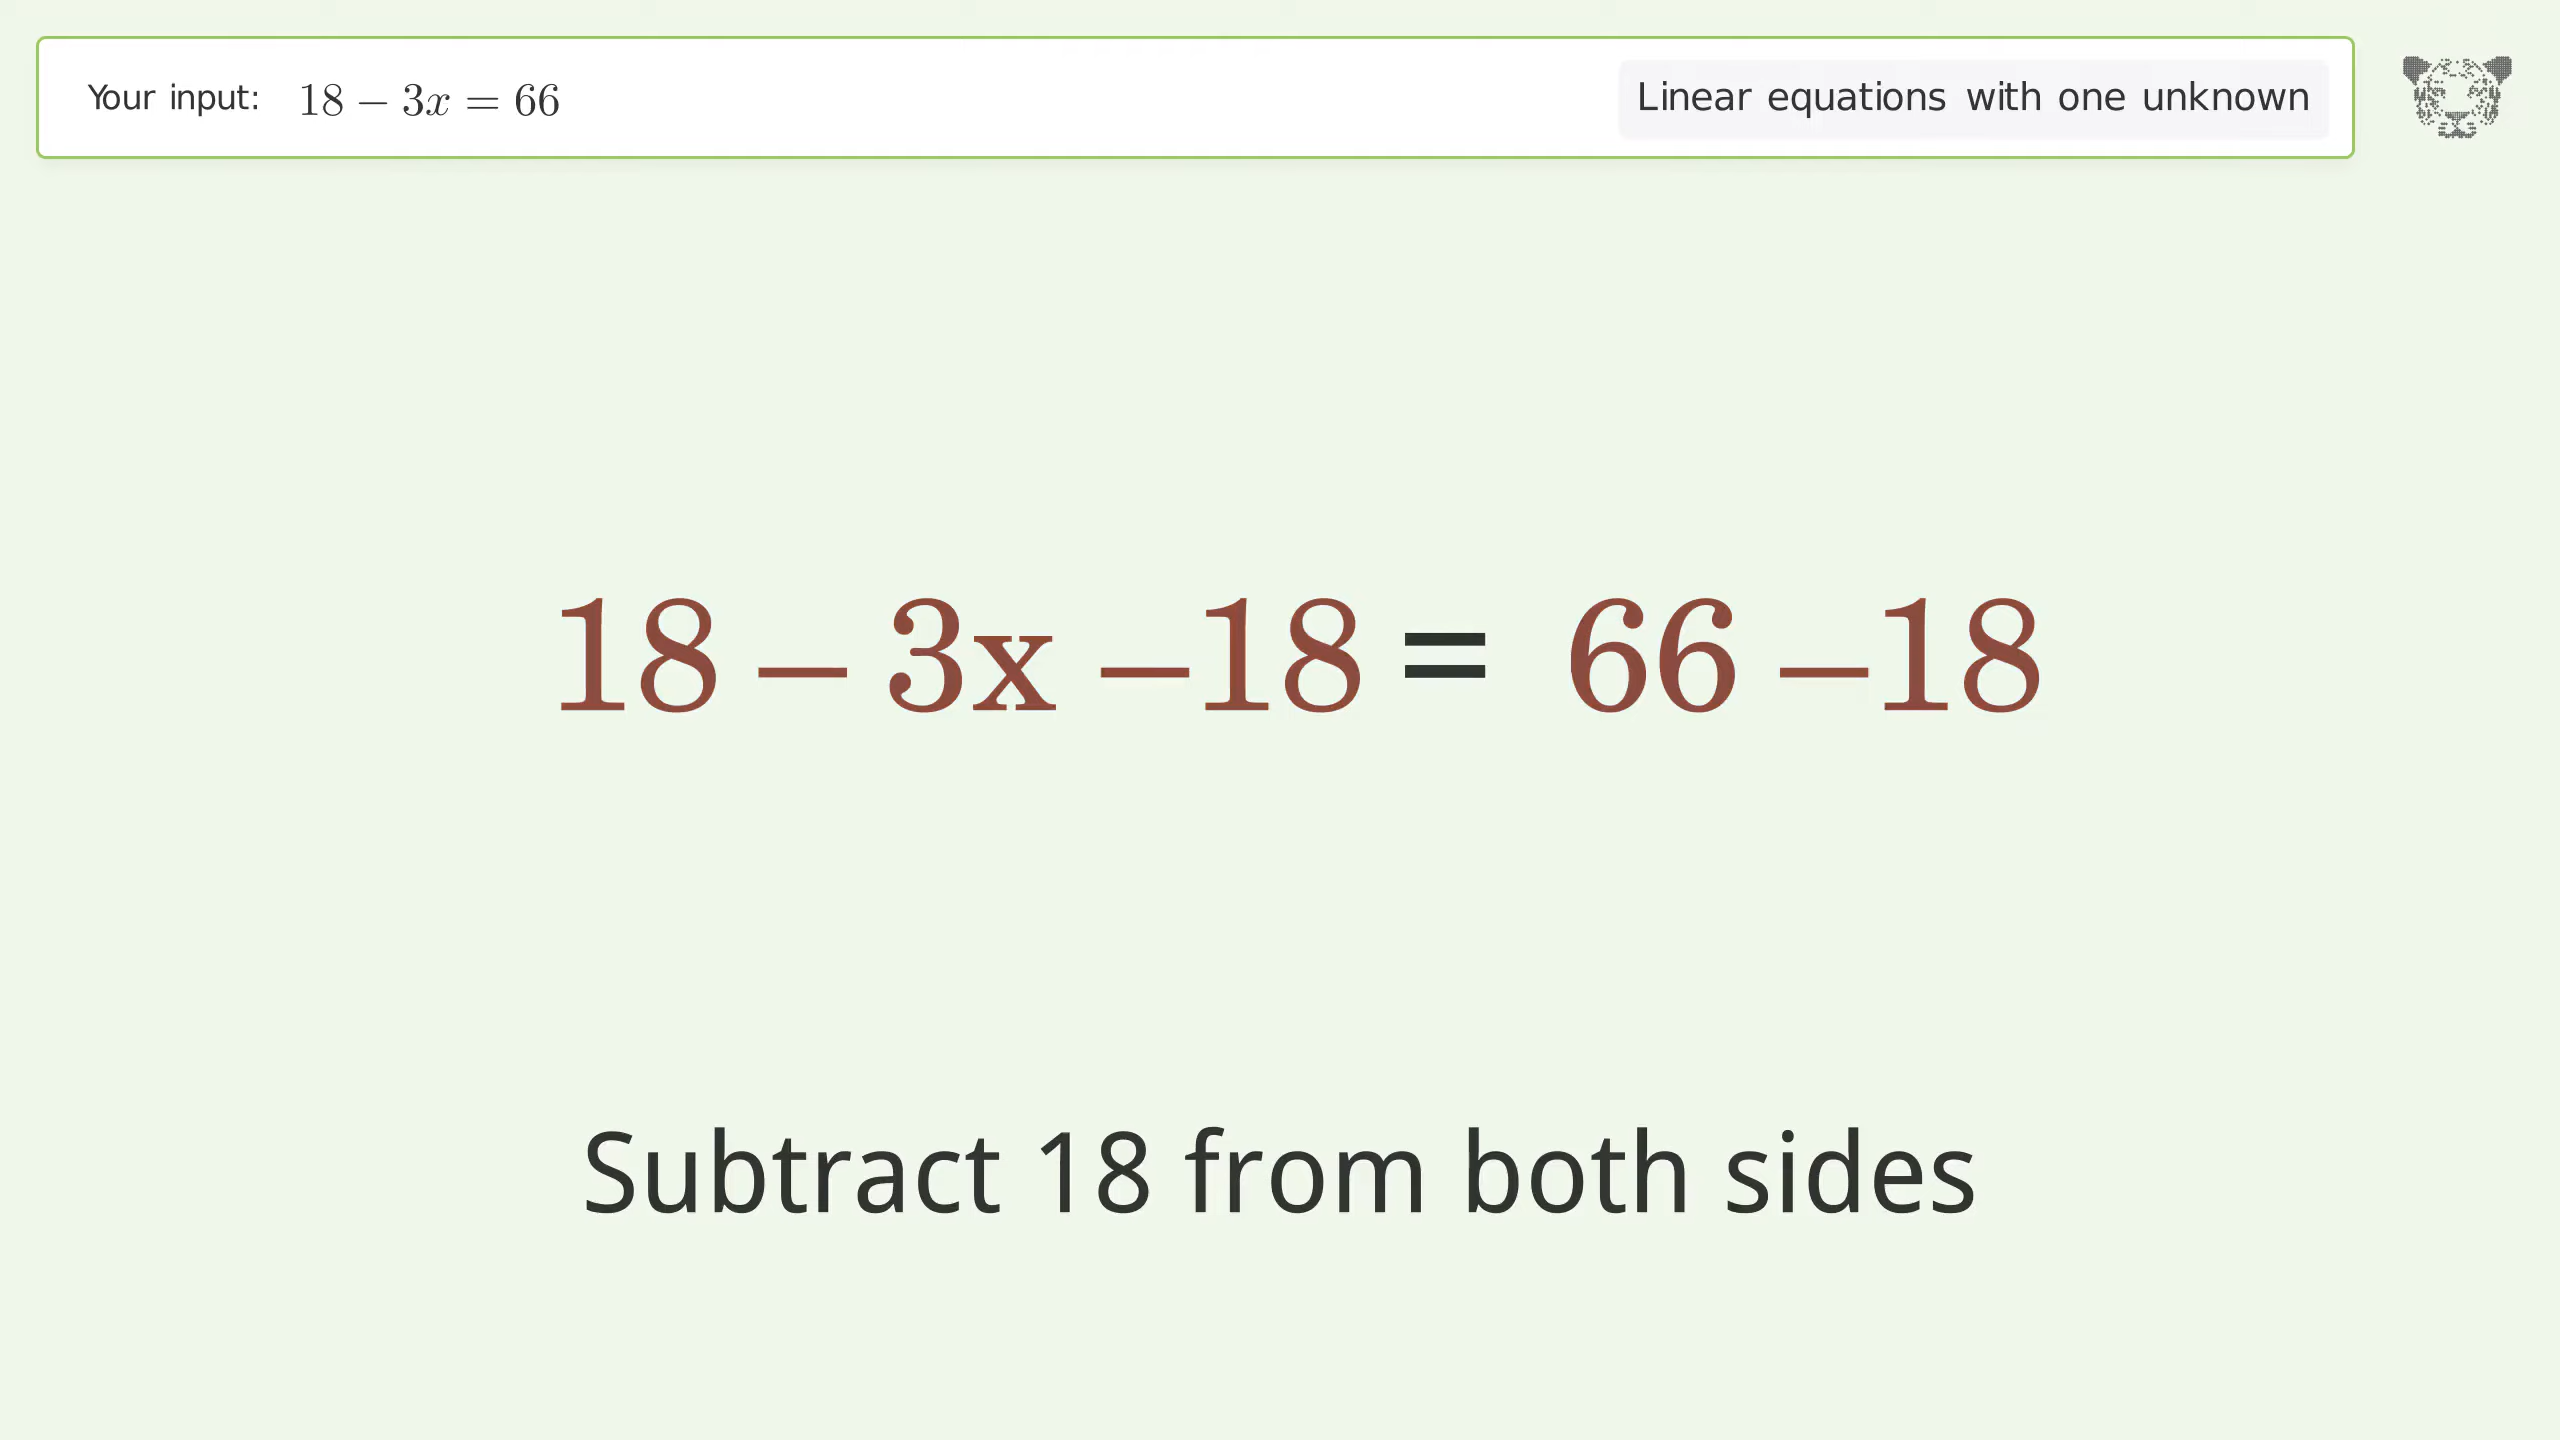 Your input: 18 − 3x = 66
Linear equations with one unknown
18 − 3x −18 = 66 −18
Subtract 18 from both sides